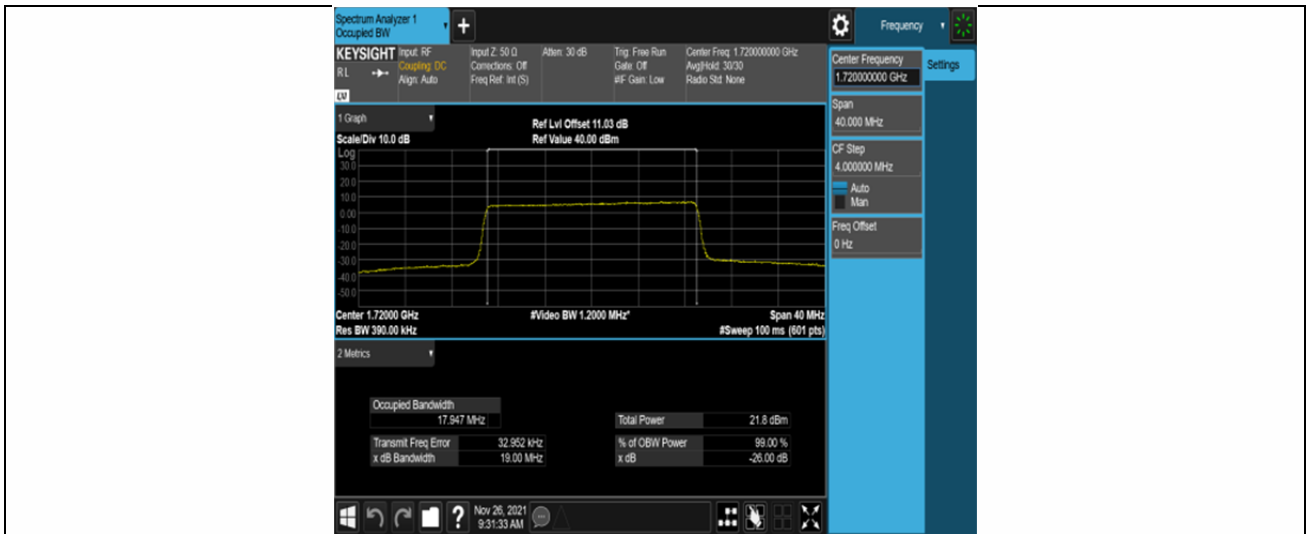 Spectrum Analyzer 1
Occupied BW
+
Frequency
KEYSIGHT
R L
LV
Input: RF
Coupling: DC
Align: Auto
Input Z: 50 Ω
Corrections: Off
Freq Ref: Int (S)
Atten: 30 dB
Trig: Free Run
Gate: Off
#IF Gain: Low
Center Freq: 1.720000000 GHz
Avg|Hold: 30/30
Radio Std: None
1 Graph
Scale/Div 10.0 dB
Ref Lvl Offset 11.03 dB
Ref Value 40.00 dBm
Log
30.0
20.0
10.0
0.00
-10.0
-20.0
-30.0
-40.0
-50.0
Center 1.72000 GHz
Res BW 390.00 kHz
#Video BW 1.2000 MHz*
Span 40 MHz
#Sweep 100 ms (601 pts)
2 Metrics
Occupied Bandwidth
17.947 MHz
Transmit Freq Error 32.952 kHz
x dB Bandwidth 19.00 MHz
Total Power 21.8 dBm
% of OBW Power 99.00 %
x dB -26.00 dB
?
Nov 26, 2021
9:31:33 AM
Center Frequency
1.720000000 GHz
Settings
Span
40.000 MHz
CF Step
4.000000 MHz
Auto
Man
Freq Offset
0 Hz